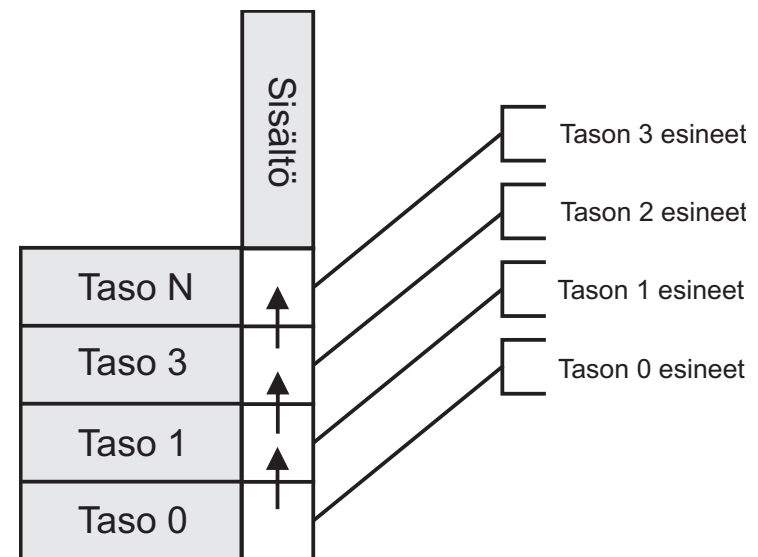 Sisältö
Tason 3 esineet
Tason 2 esineet
Tason 1 esineet
Tason 0 esineet
Taso N
Taso 3
Taso 1
Taso 0